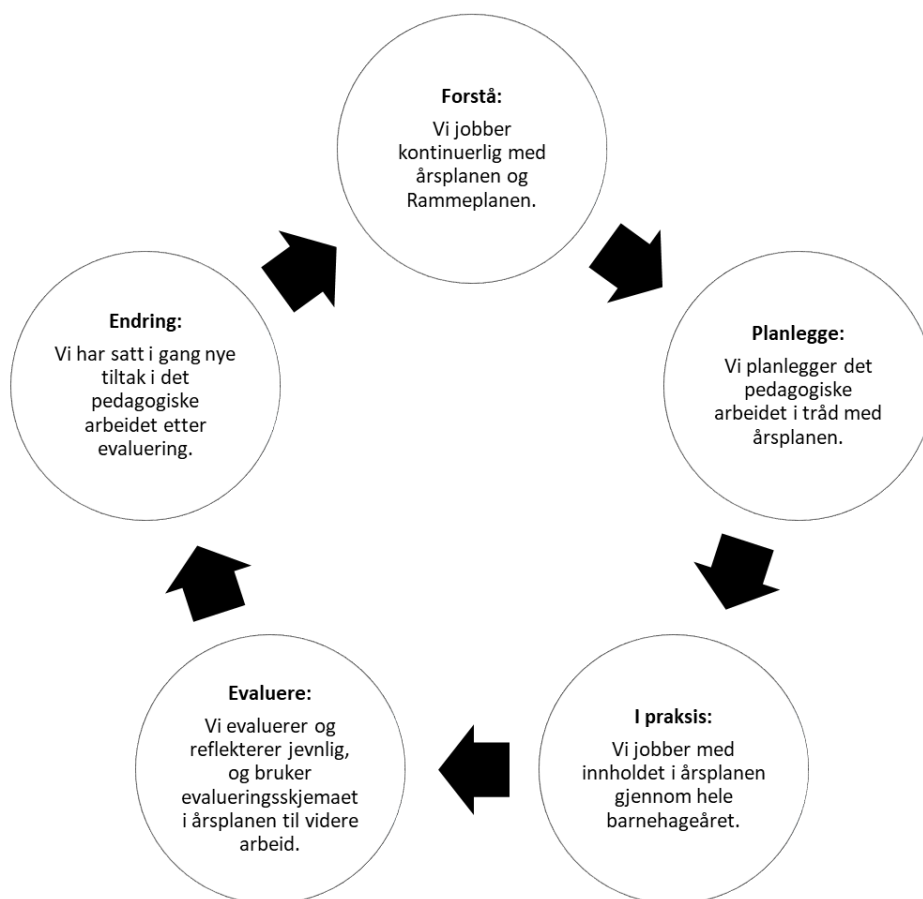 Forstå:
Vi jobber
kontinuerlig med
årsplanen og
Rammeplanen.
Planlegge:
Vi planlegger det
pedagogiske
arbeidet i tråd med
årsplanen.
I praksis:
Vi jobber med
innholdet i årsplanen
gjennom hele
barnehageåret.
Evaluere:
Vi evaluerer og
reflekterer jevnlig,
og bruker
evalueringsskjemaet
i årsplanen til videre
arbeid.
Endring:
Vi har satt i gang nye
tiltak i det
pedagogiske
arbeidet etter
evaluering.